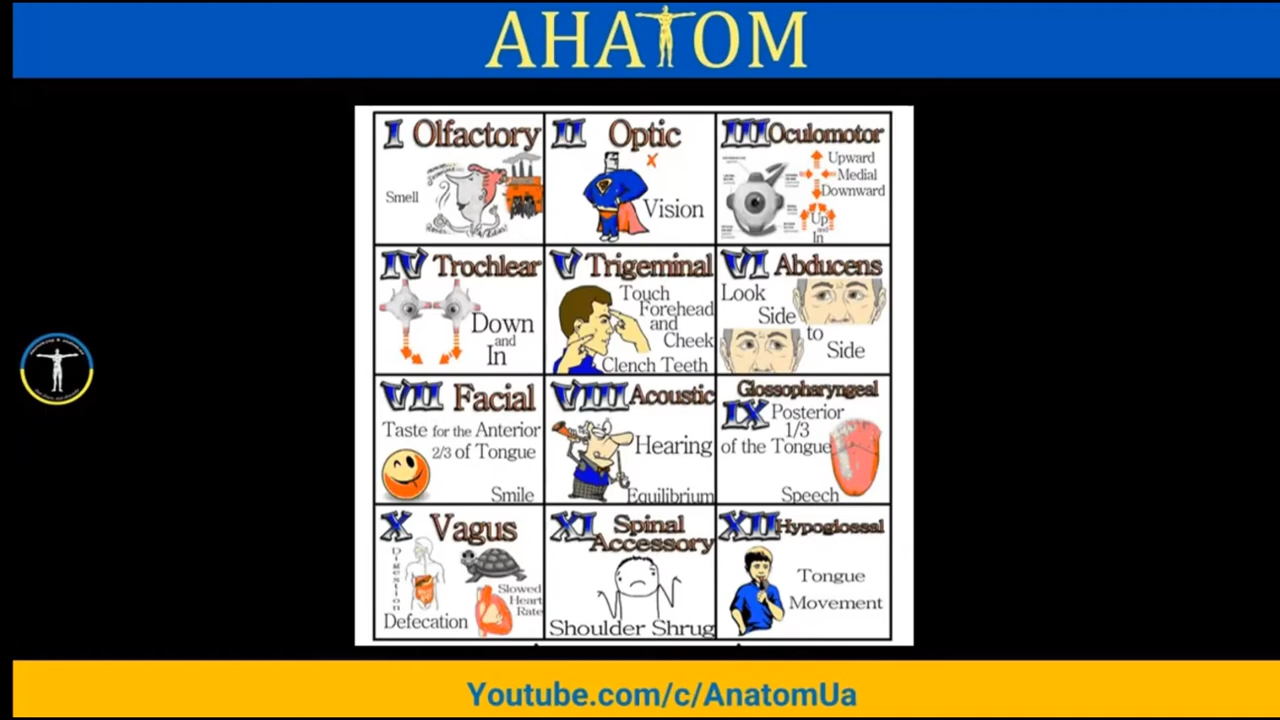 АНАТОМ
I Olfactory
Smell
II Optic
x
Vision
III Oculomotor
Upward
Medial
Downward
Up
and
In
IV Trochlear
Down
and
In
V Trigeminal
Touch
Forehead
and
Cheek
Clench Teeth
VI Abducens
Look
Side
to
Side
VII Facial
Taste for the Anterior
2/3 of Tongue
Smile
VIII Acoustic
Hearing
Equilibrium
Glossopharyngeal
IX Posterior
1/3
of the Tongue
Speech
X Vagus
Digestion
Slowed
Heart
Rate
Defecation
XI Spinal
Accessory
Shoulder Shrug
XII Hypoglossal
Tongue
Movement
Youtube.com/c/AnatomUa